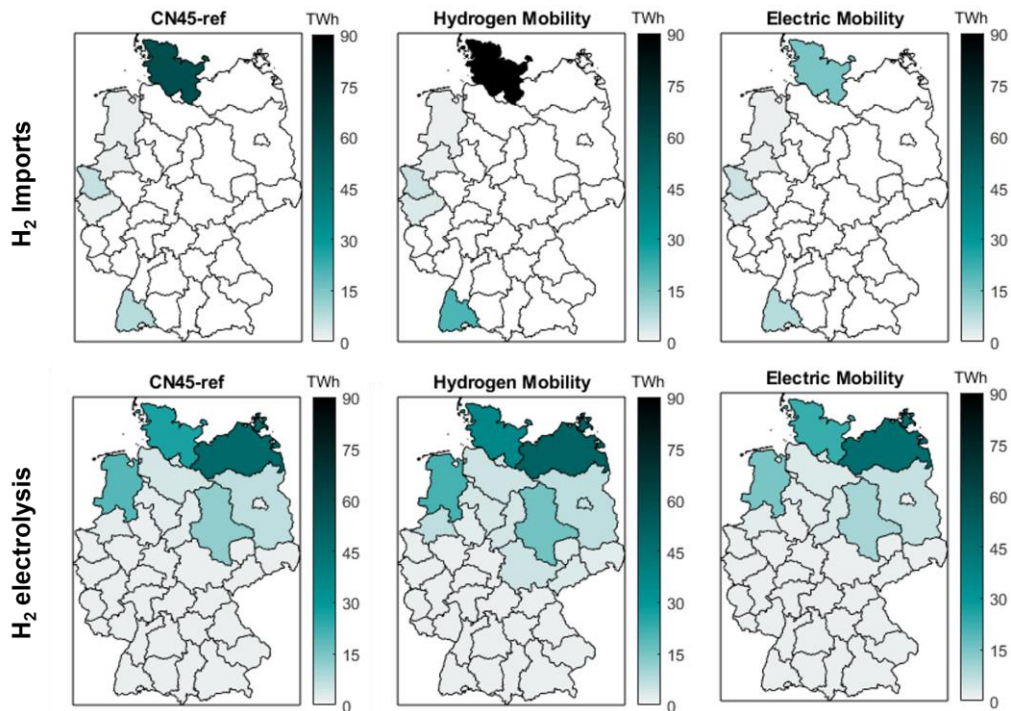 CN45-ref TWh Hydrogen Mobility TWh Electric Mobility TWh
90 90 90
75 75 75
60 60 60
H₂ Imports
45 45 45
30 30 30
15 15 15
0 0 0
CN45-ref TWh Hydrogen Mobility TWh Electric Mobility TWh
90 90 90
75 75 75
60 60 60
H₂ electrolysis
45 45 45
30 30 30
15 15 15
0 0 0